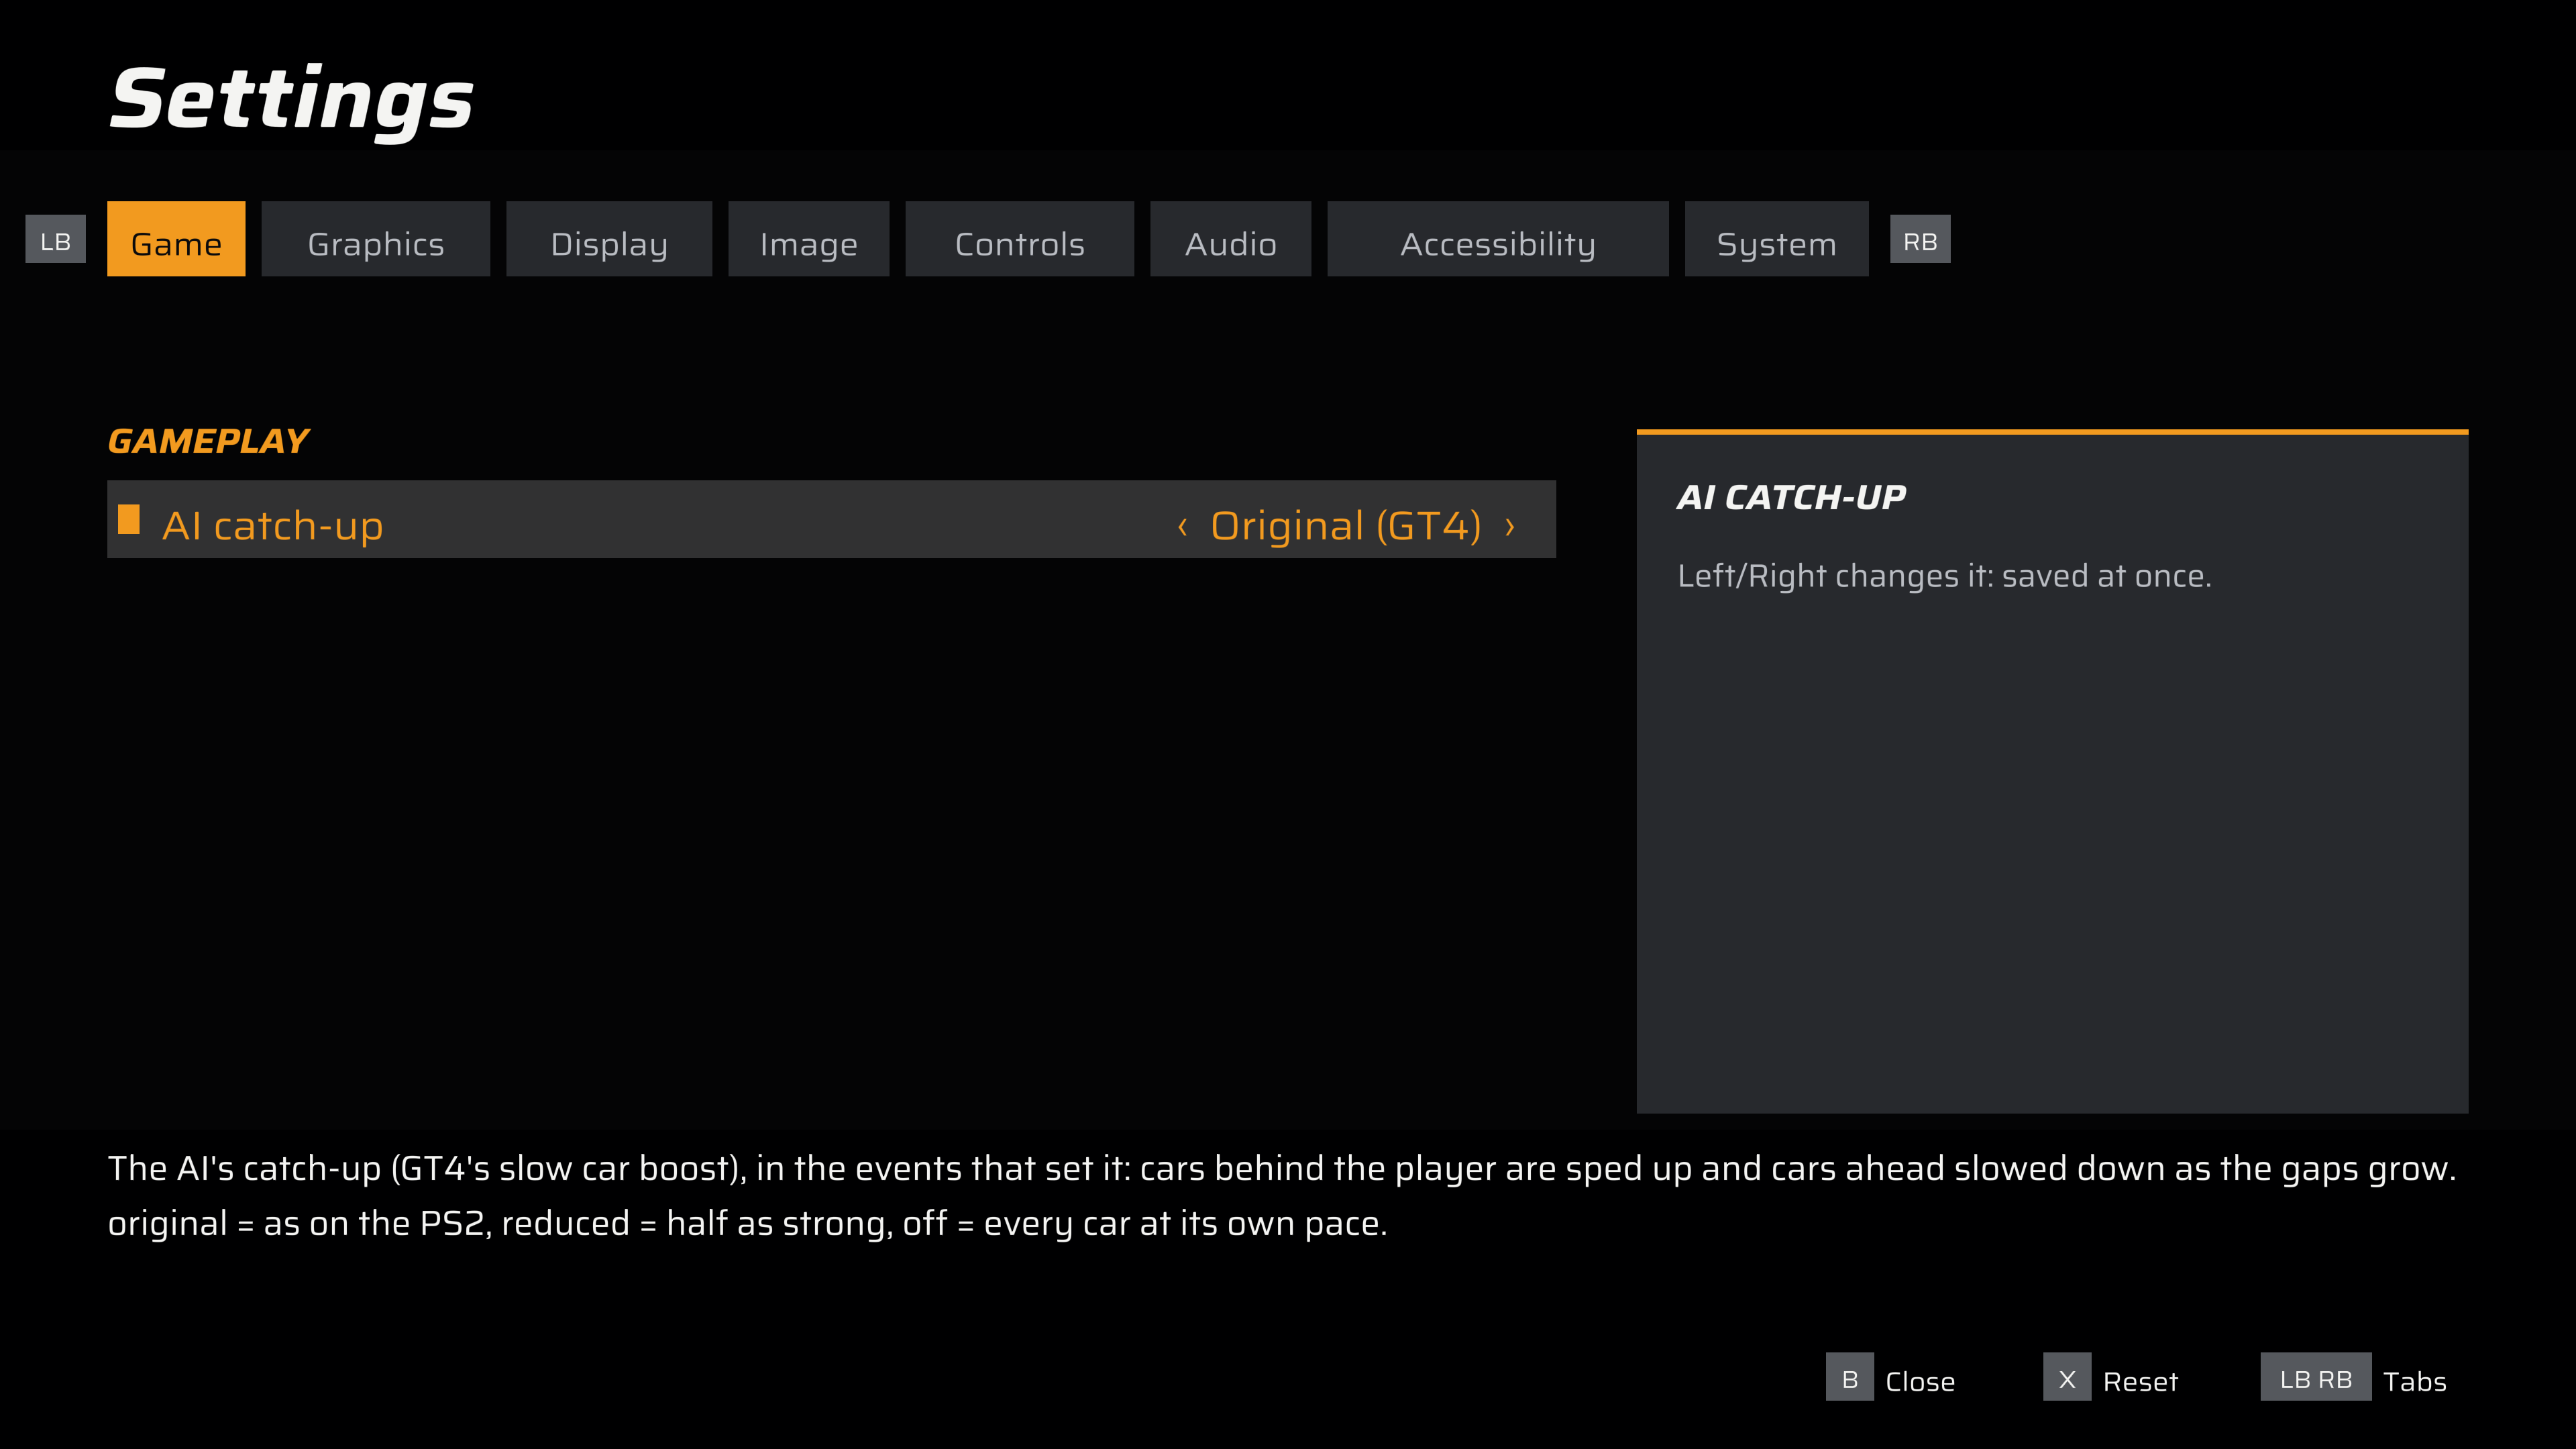 Settings
LB Game Graphics Display Image Controls Audio Accessibility System RB
GAMEPLAY
AI catch-up ‹ Original (GT4) ›
AI CATCH-UP
Left/Right changes it: saved at once.
The AI's catch-up (GT4's slow car boost), in the events that set it: cars behind the player are sped up and cars ahead slowed down as the gaps grow.
original = as on the PS2, reduced = half as strong, off = every car at its own pace.
B Close X Reset LB RB Tabs